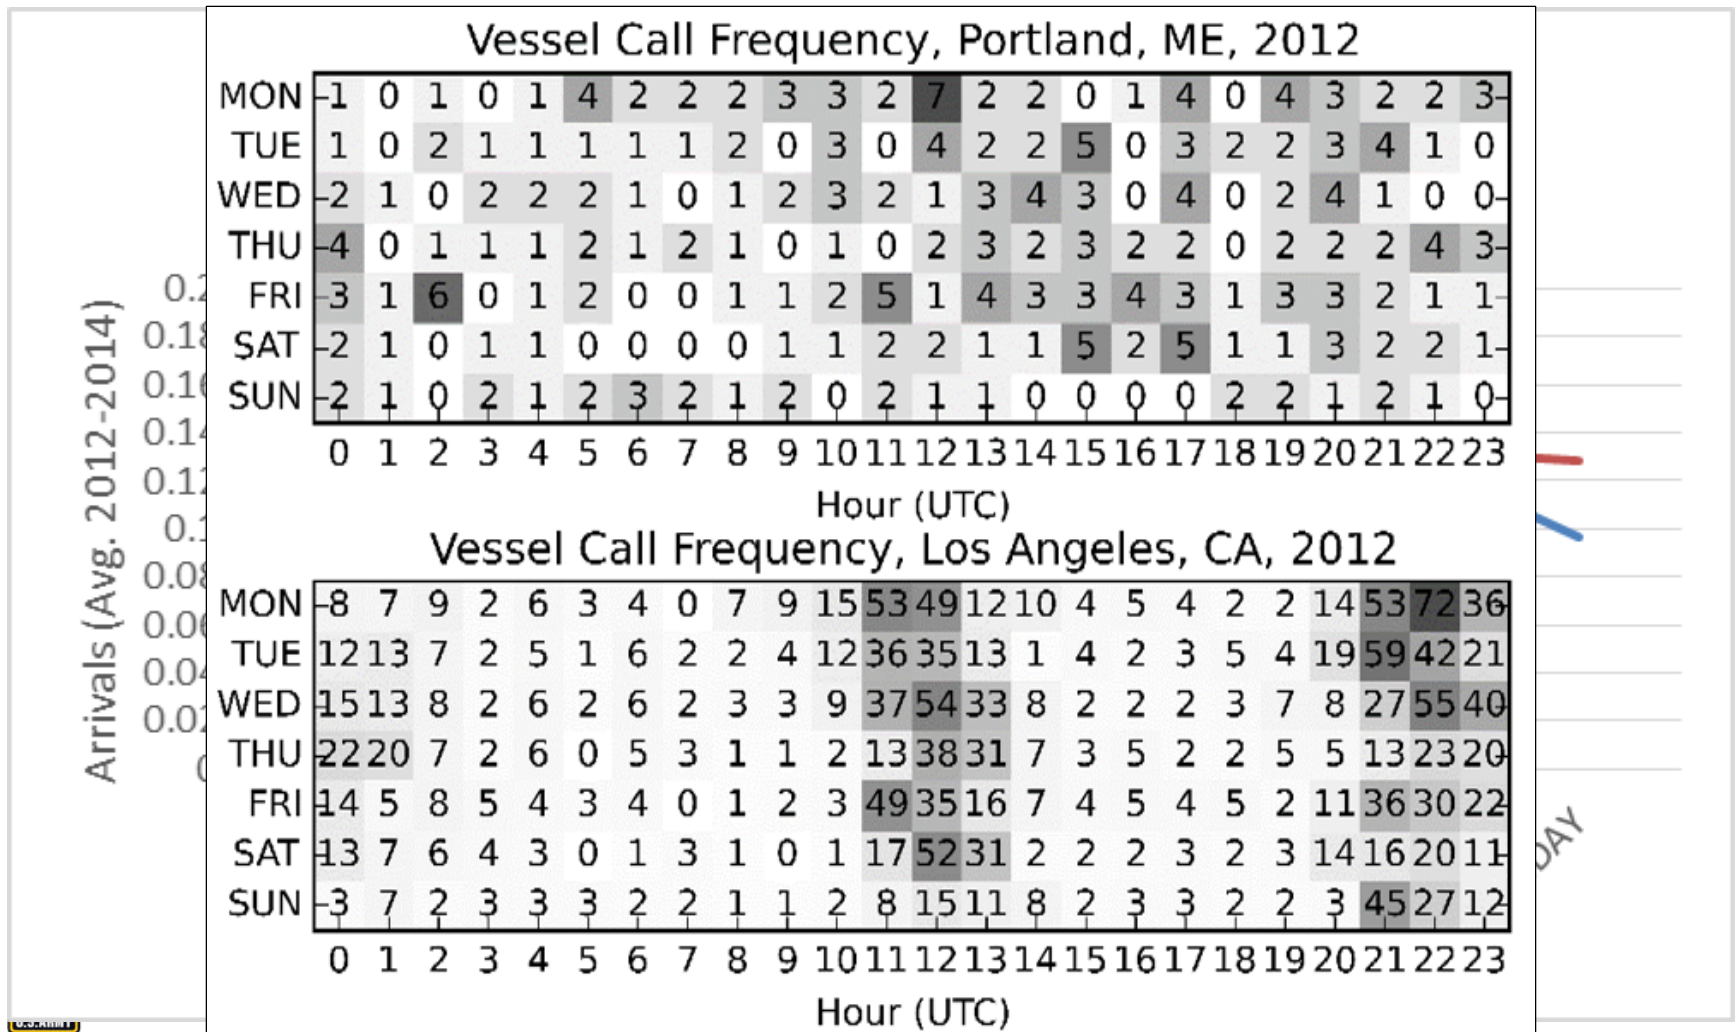 Vessel Call Frequency, Portland, ME, 2012
MON 1 0 1 0 1 4 2 2 2 3 3 2 7 2 2 0 1 4 0 4 3 2 2 3
TUE 1 0 2 1 1 1 1 1 2 0 3 0 4 2 2 5 0 3 2 2 3 4 1 0
WED 2 1 0 2 2 2 1 0 1 2 3 2 1 3 4 3 0 4 0 2 4 1 0 0
THU 4 0 1 1 1 2 1 2 1 0 1 0 2 3 2 3 2 2 0 2 2 2 4 3
FRI 3 1 6 0 1 2 0 0 1 1 2 5 1 4 3 3 4 3 1 3 3 2 1 1
SAT 2 1 0 1 1 0 0 0 0 1 1 2 2 1 1 5 2 5 1 1 3 2 2 1
SUN 2 1 0 2 1 2 3 2 1 2 0 2 1 1 0 0 0 0 2 2 1 2 1 0
0 1 2 3 4 5 6 7 8 9 10 11 12 13 14 15 16 17 18 19 20 21 22 23
Hour (UTC)
Vessel Call Frequency, Los Angeles, CA, 2012
MON 8 7 9 2 6 3 4 0 7 9 15 53 49 12 10 4 5 4 2 2 14 53 72 36
TUE 12 13 7 2 5 1 6 2 2 4 12 36 35 13 1 4 2 3 5 4 19 59 42 21
WED 15 13 8 2 6 2 6 2 3 3 9 37 54 33 8 2 2 2 3 7 8 27 55 40
THU 22 20 7 2 6 0 5 3 1 1 2 13 38 31 7 3 5 2 2 5 5 13 23 20
FRI 14 5 8 5 4 3 4 0 1 2 3 49 35 16 7 4 5 4 5 2 11 36 30 22
SAT 13 7 6 4 3 0 1 3 1 0 1 17 52 31 2 2 2 3 2 3 14 16 20 11
SUN 3 7 2 3 3 3 2 2 1 1 2 8 15 11 8 2 3 3 2 2 3 45 27 12
0 1 2 3 4 5 6 7 8 9 10 11 12 13 14 15 16 17 18 19 20 21 22 23
Hour (UTC)
Arrivals (Avg. 2012-2014)
0.2
0.18
0.16
0.14
0.12
0.1
0.08
0.06
0.04
0.02
0
DAY